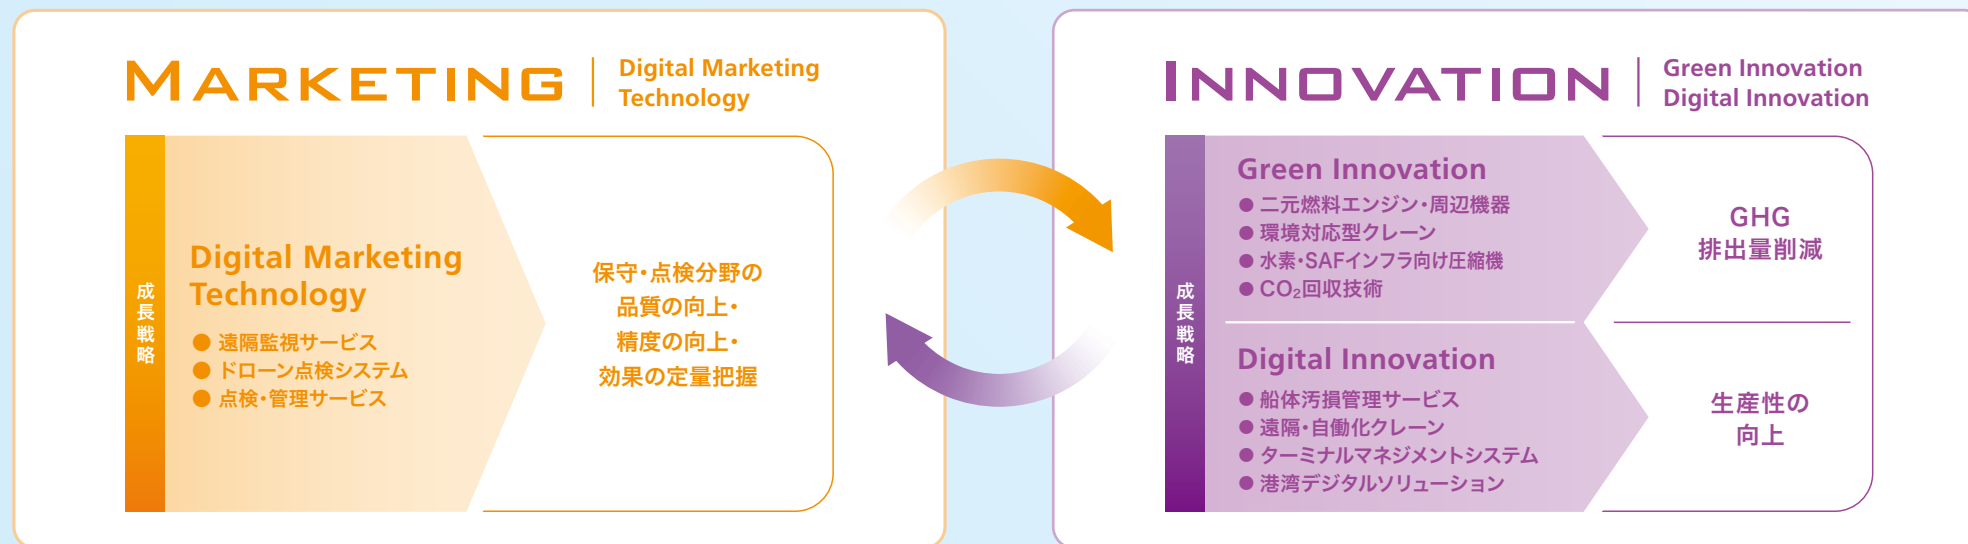 MARKETING
Digital Marketing
Technology
成長戦略
Digital Marketing
Technology
● 遠隔監視サービス
● ドローン点検システム
● 点検・管理サービス
保守・点検分野の
品質の向上・
精度の向上・
効果の定量把握
INNOVATION
Green Innovation
Digital Innovation
成長戦略
Green Innovation
● 二元燃料エンジン・周辺機器
● 環境対応型クレーン
● 水素・SAFインフラ向け圧縮機
● CO₂回収技術
GHG
排出量削減
Digital Innovation
● 船体汚損管理サービス
● 遠隔・自働化クレーン
● ターミナルマネジメントシステム
● 港湾デジタルソリューション
生産性の
向上